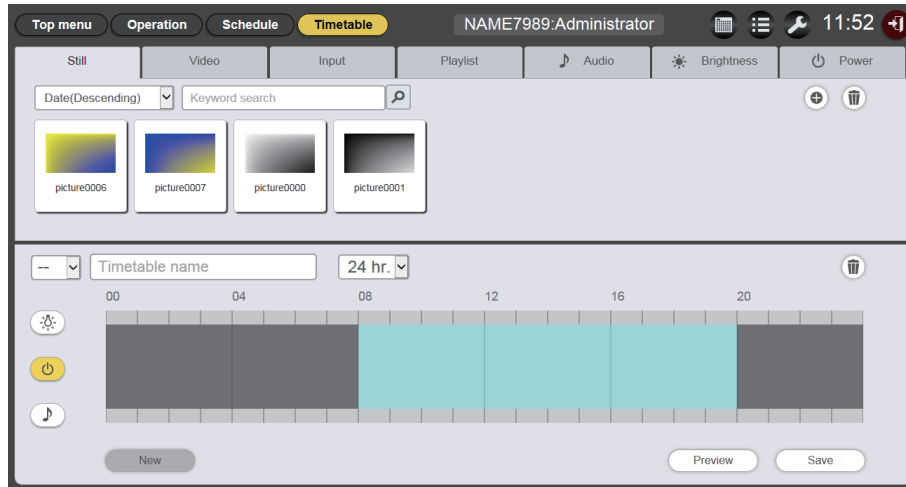 Top menu Operation Schedule Timetable NAME7989:Administrator 11:52
Still Video Input Playlist Audio Brightness Power
Date(Descending) Keyword search
picture0006 picture0007 picture0000 picture0001
-- Timetable name 24 hr.
00 04 08 12 16 20
New Preview Save